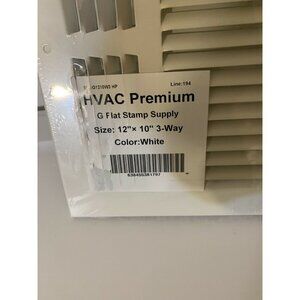 Line: 194
HVAC Premium
G Flat Stamp Supply
Size: 12"× 10" 3-Way
Color:White